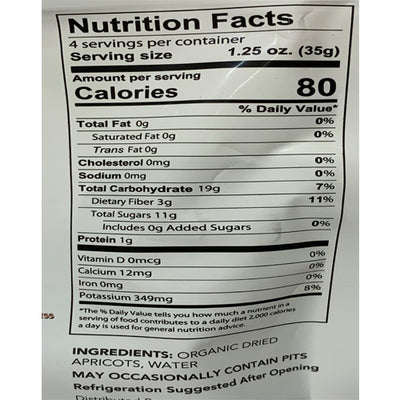 Nutrition Facts
4 servings per container
Serving size 1.25 oz. (35g)
Amount per serving
Calories 80
% Daily Value*
Total Fat 0g 0%
Saturated Fat 0g 0%
Trans Fat 0g
Cholesterol 0mg 0%
Sodium 0mg 0%
Total Carbohydrate 19g 7%
Dietary Fiber 3g 11%
Total Sugars 11g
Includes 0g Added Sugars 0%
Protein 1g
Vitamin D 0mcg 0%
Calcium 12mg 0%
Iron 0mg 0%
Potassium 349mg 8%
*The % Daily Value tells you how much a nutrient in a
serving of food contributes to a daily diet 2,000 calories
a day is used for general nutrition advice.
INGREDIENTS: ORGANIC DRIED
APRICOTS, WATER
MAY OCCASIONALLY CONTAIN PITS
Refrigeration Suggested After Opening